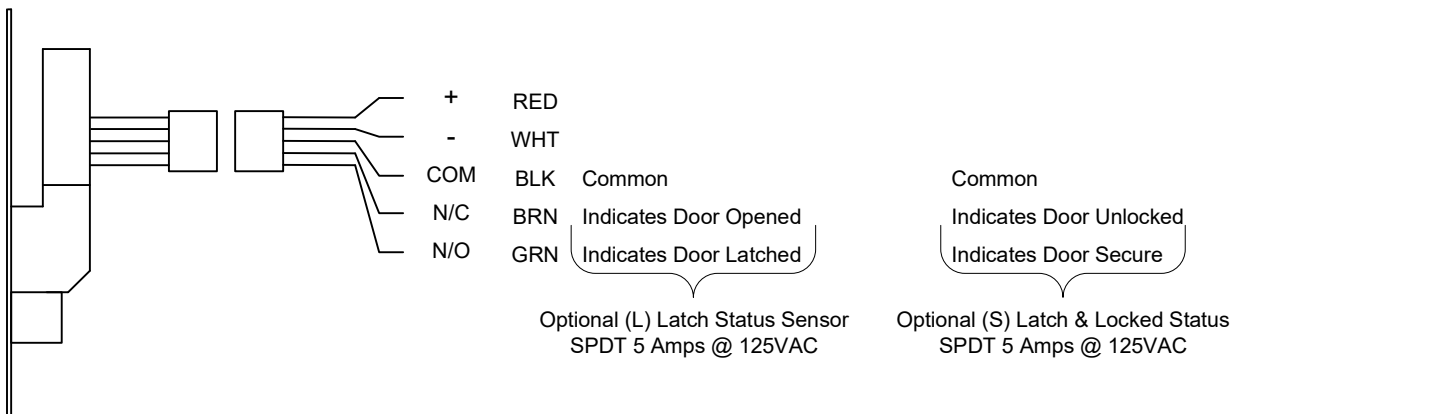 + RED
- WHT
COM BLK Common Common
N/C BRN Indicates Door Opened Indicates Door Unlocked
N/O GRN Indicates Door Latched Indicates Door Secure
Optional (L) Latch Status Sensor Optional (S) Latch & Locked Status
SPDT 5 Amps @ 125VAC SPDT 5 Amps @ 125VAC